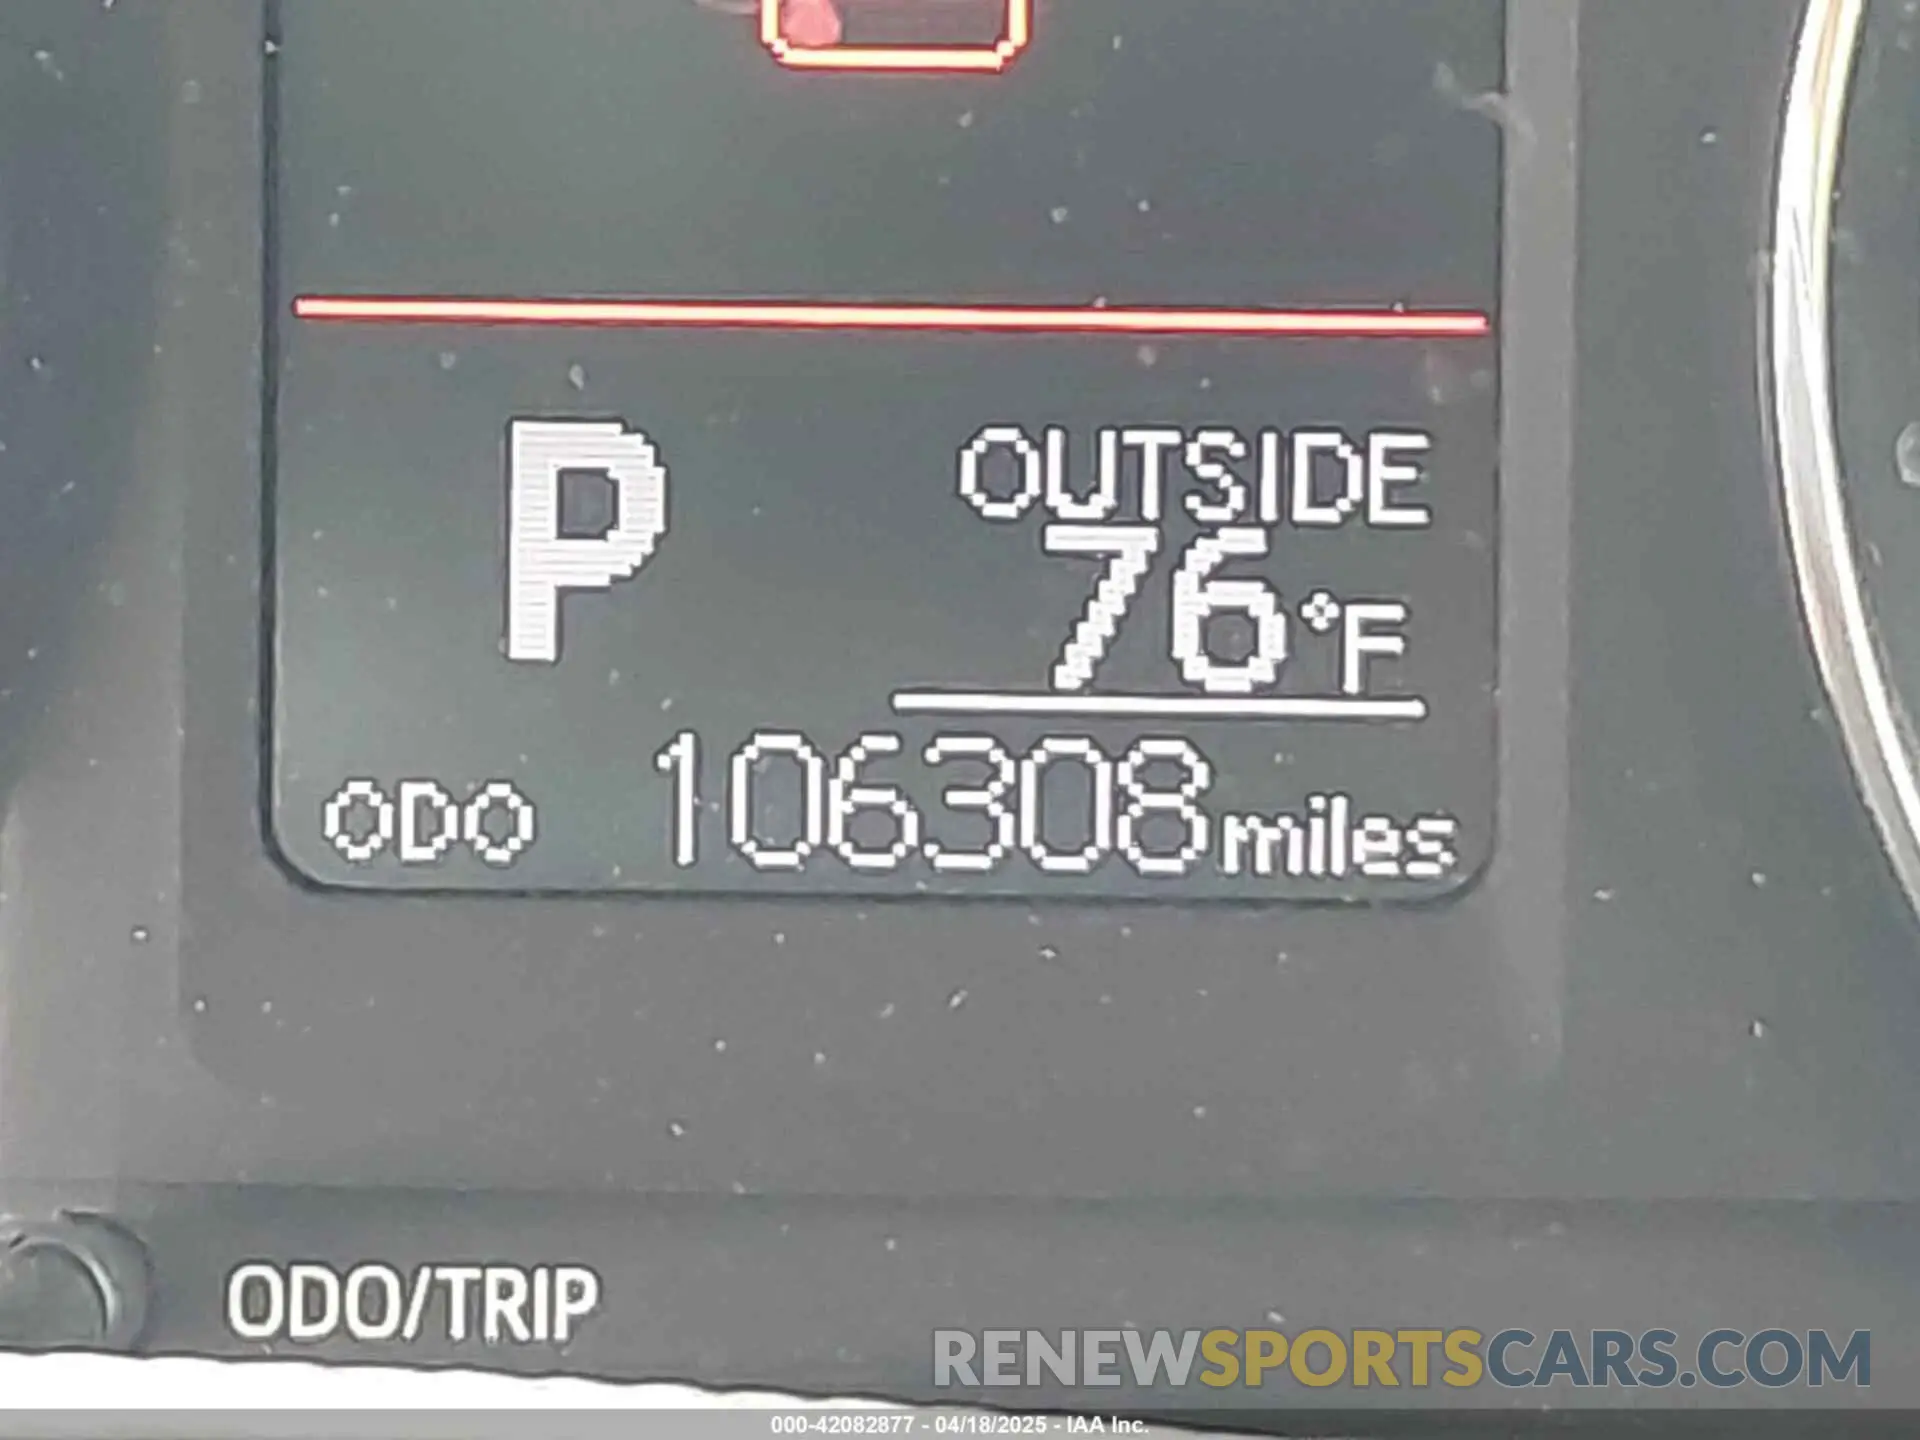 P
OUTSIDE
76°F
ODO 106308 miles
ODO/TRIP
RENEWSPORTSCARS.COM
000-42082877 - 04/18/2025 - IAA Inc.